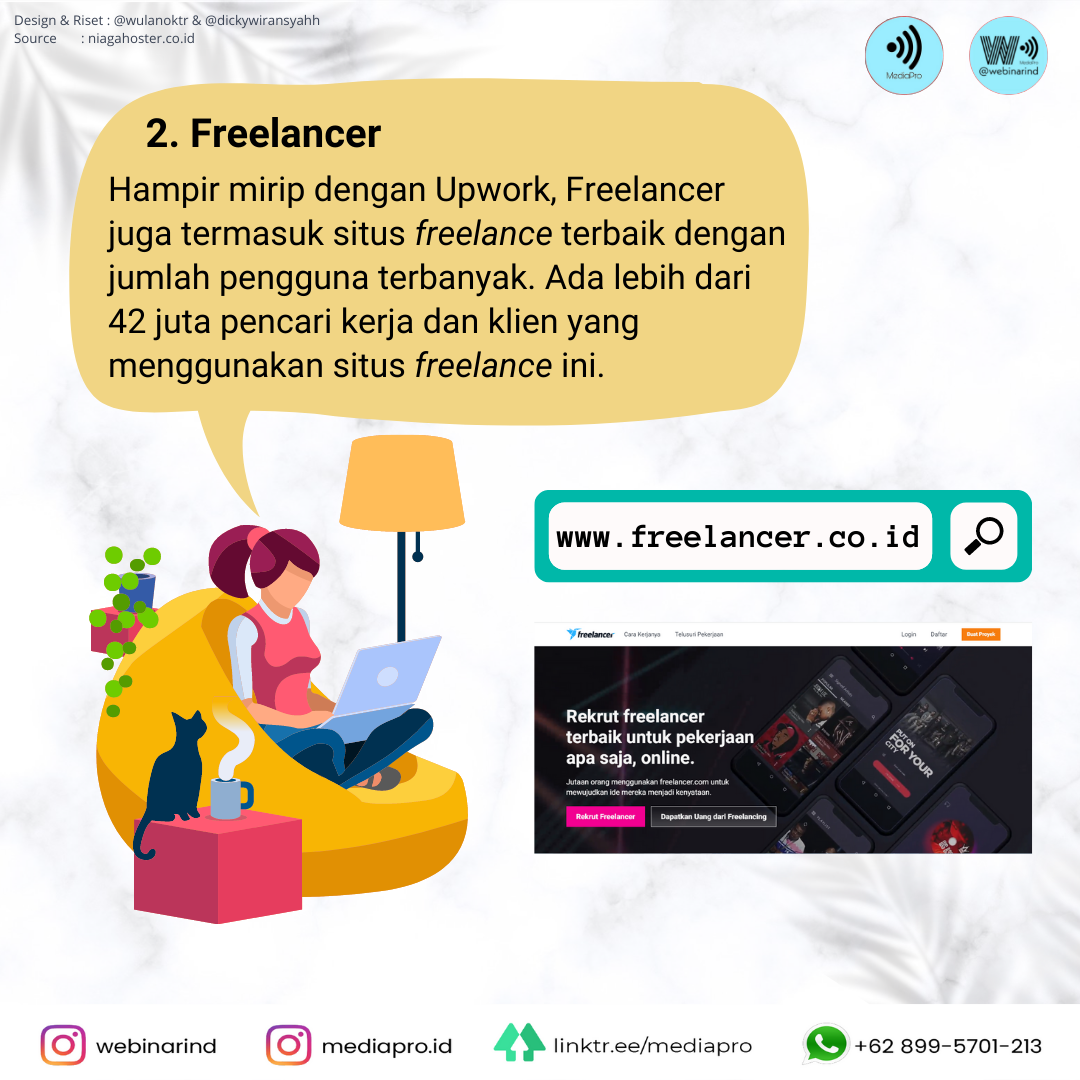 Design & Riset : @wulanoktr & @dickywiransyahh
Source : niagahoster.co.id
MediaPro
@webinarind
2. Freelancer
Hampir mirip dengan Upwork, Freelancer
juga termasuk situs freelance terbaik dengan
jumlah pengguna terbanyak. Ada lebih dari
42 juta pencari kerja dan klien yang
menggunakan situs freelance ini.
www.freelancer.co.id
freelancer Cara Kerjanya Telusuri Pekerjaan Login Daftar Buat Proyek
Rekrut freelancer
terbaik untuk pekerjaan
apa saja, online.
Jutaan orang menggunakan freelancer.com untuk
mewujudkan ide mereka menjadi kenyataan.
Rekrut Freelancer Dapatkan Uang dari Freelancing
PUT ON
FOR YOUR
CITY
webinarind mediapro.id linktr.ee/mediapro +62 899-5701-213